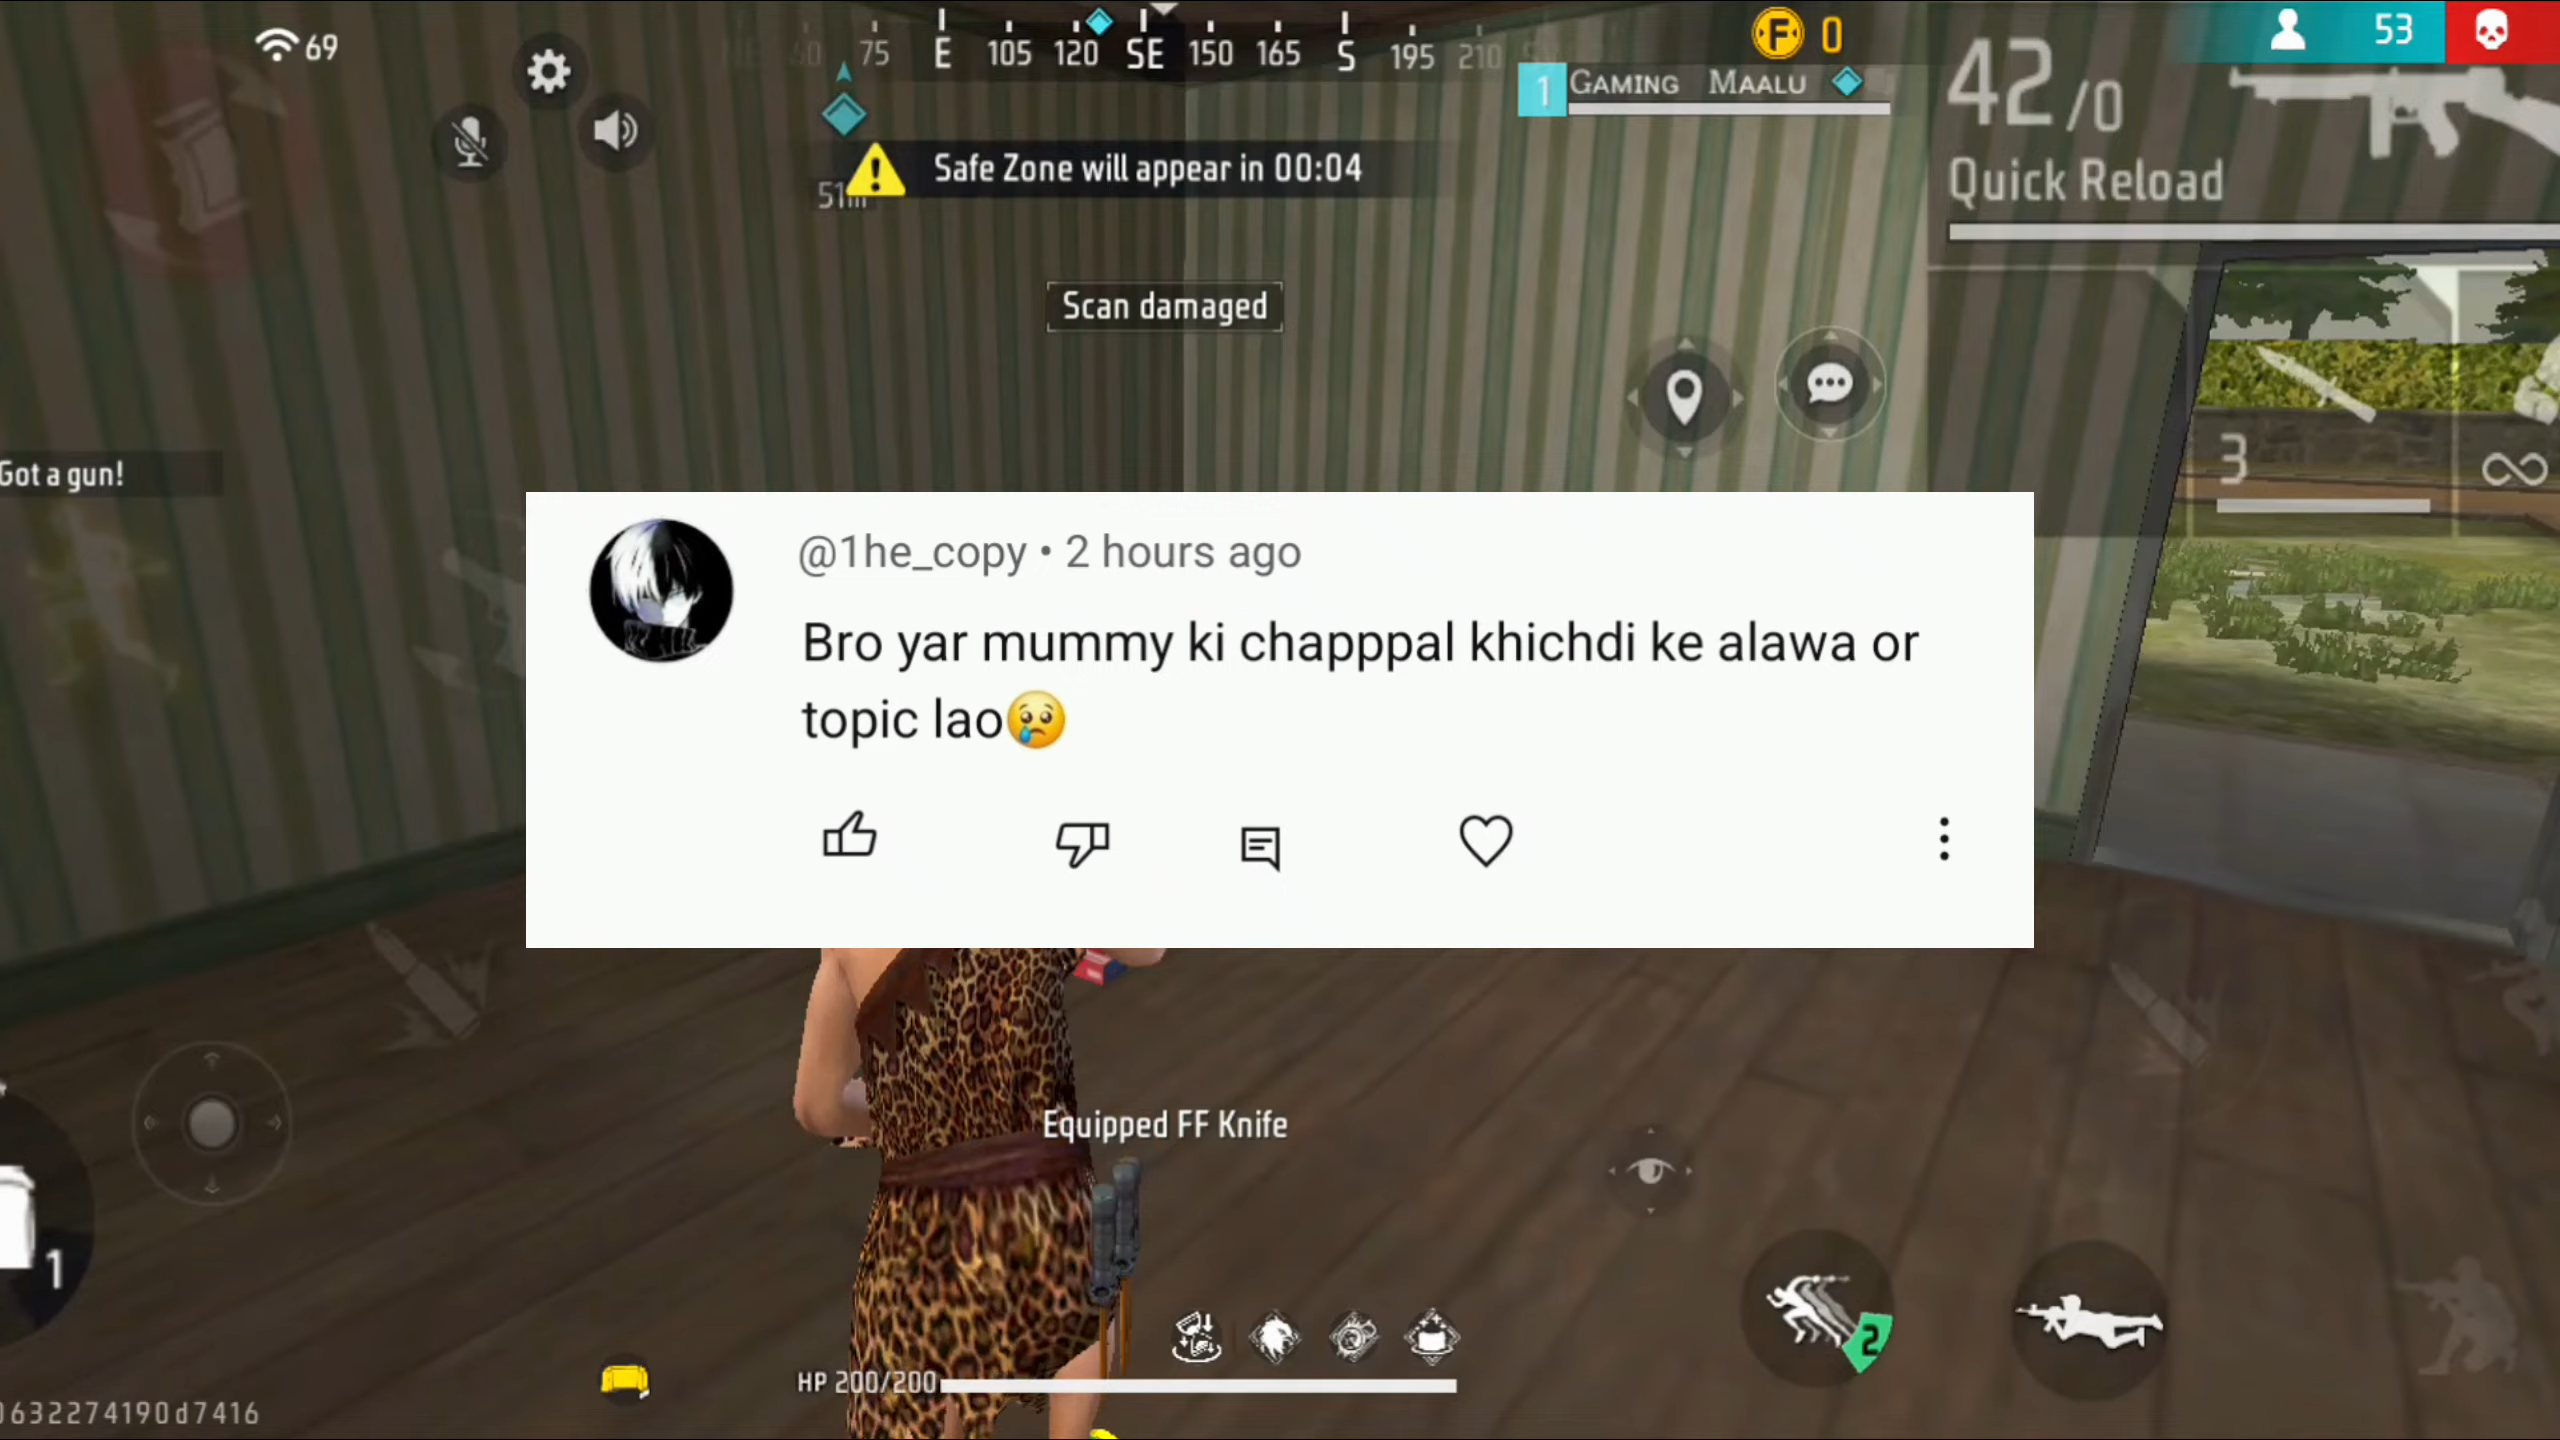 69
75 E 105 120 SE 150 165 S 195 210
0
53
1 Gaming Maalu
42/0
Quick Reload
Safe Zone will appear in 00:04
Scan damaged
Got a gun!
3
@1he_copy • 2 hours ago
Bro yar mummy ki chapppal khichdi ke alawa or
topic lao😢
Equipped FF Knife
1
2
HP 200/200
0632274190d7416